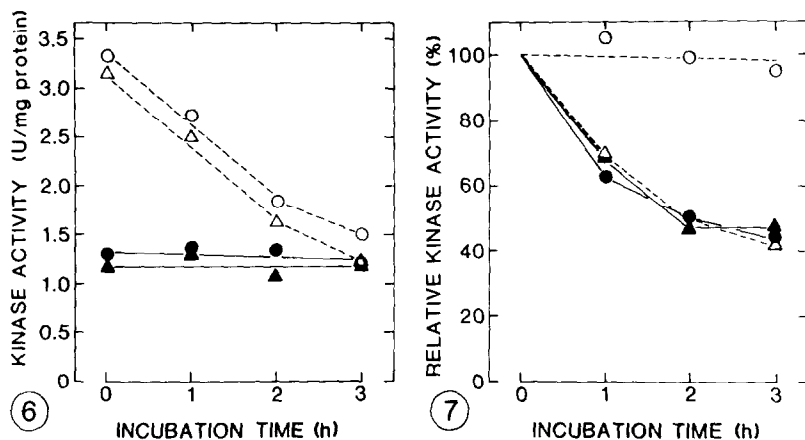 KINASE ACTIVITY (U/mg protein)
3.5
3.0
2.5
2.0
1.5
1.0
0.5
0
0 1 2 3
INCUBATION TIME (h)
6
RELATIVE KINASE ACTIVITY (%)
100
80
60
40
20
0
0 1 2 3
INCUBATION TIME (h)
7